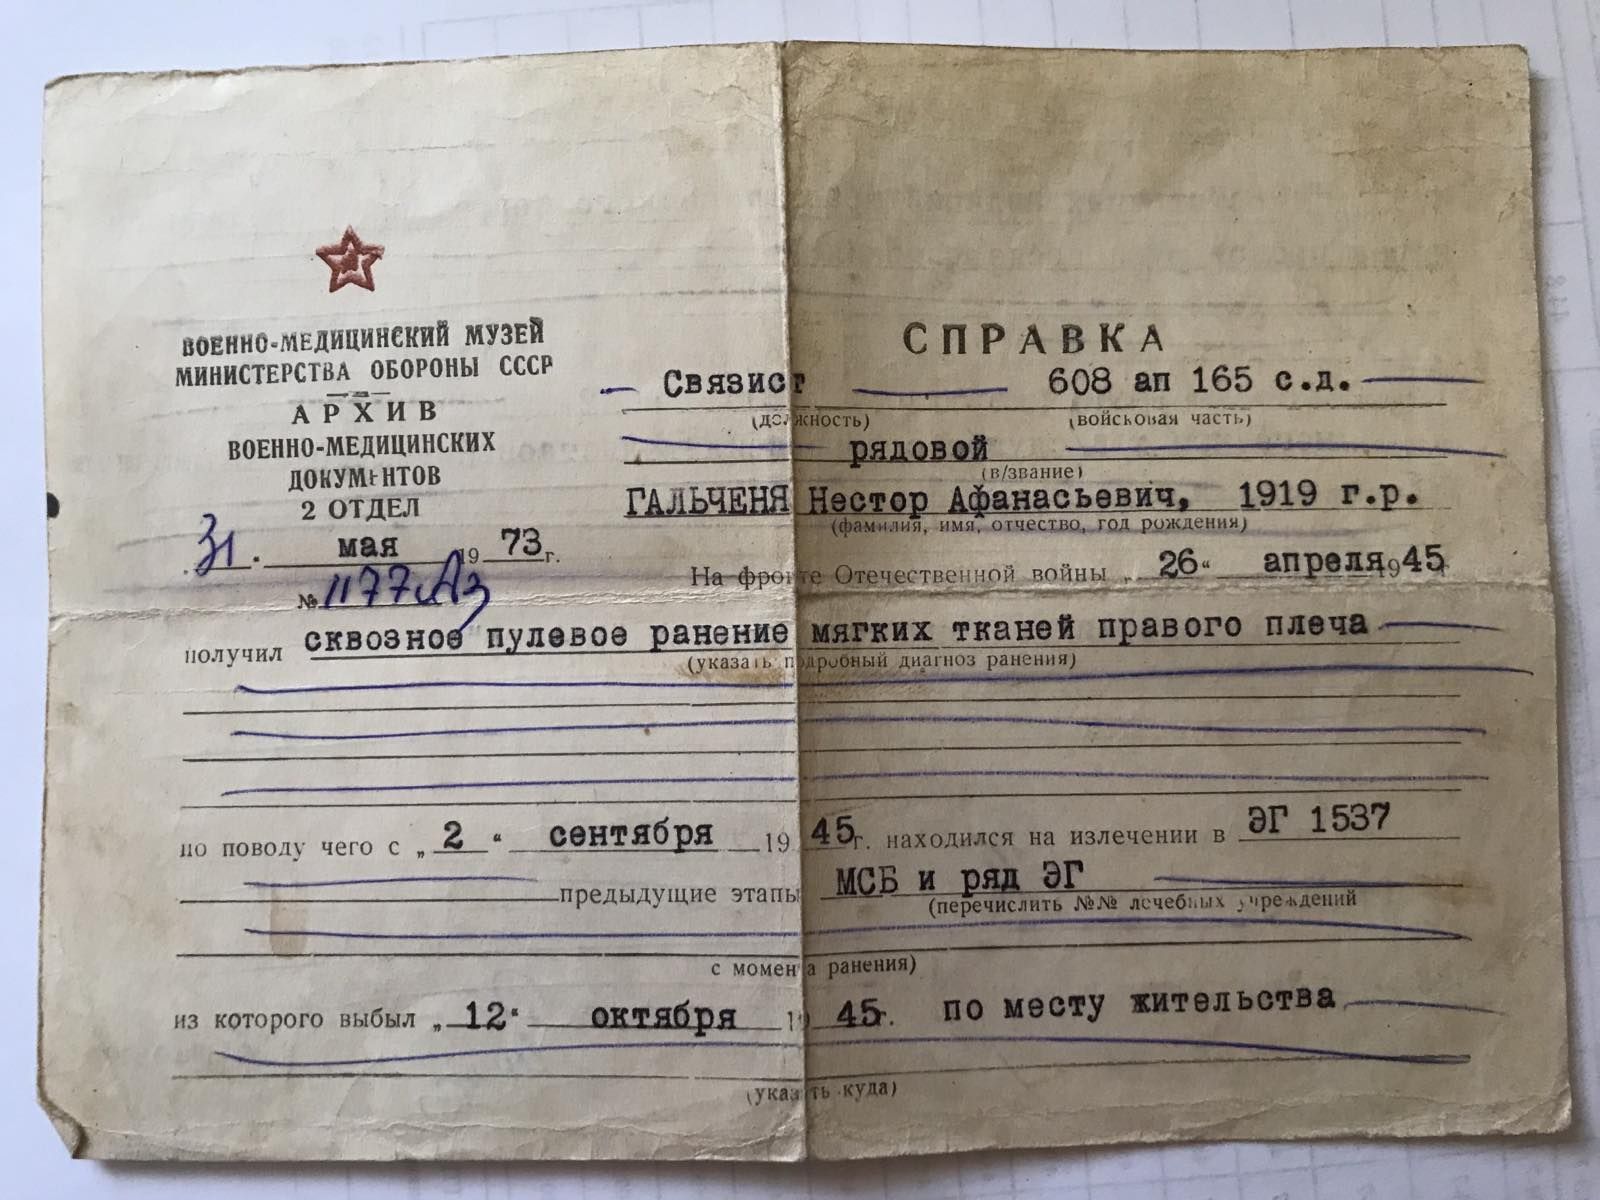 ВОЕННО-МЕДИЦИНСКИЙ МУЗЕЙ
МИНИСТЕРСТВА ОБОРОНЫ СССР
АРХИВ
ВОЕННО-МЕДИЦИНСКИХ
ДОКУМЕНТОВ
2 ОТДЕЛ
31. мая 1973 г.
№ 1177
СПРАВКА
Связист 608 ап 165 с.д.
(должность) (войсковая часть)
рядовой
(в/звание)
ГАЛЬЧЕНЯ Нестор Афанасьевич, 1919 г.р.
(фамилия, имя, отчество, год рождения)
На фронте Отечественной войны „26“ апреля 1945
получил сквозное пулевое ранение мягких тканей правого плеча
(указать подробный диагноз ранения)
по поводу чего с „2“ сентября 1945г. находился на излечении в ЭГ 1537
предыдущие этапы МСБ и ряд ЭГ
(перечислить №№ лечебных учреждений
с момента ранения)
из которого выбыл „12“ октября 1945г. по месту жительства
(указать куда)